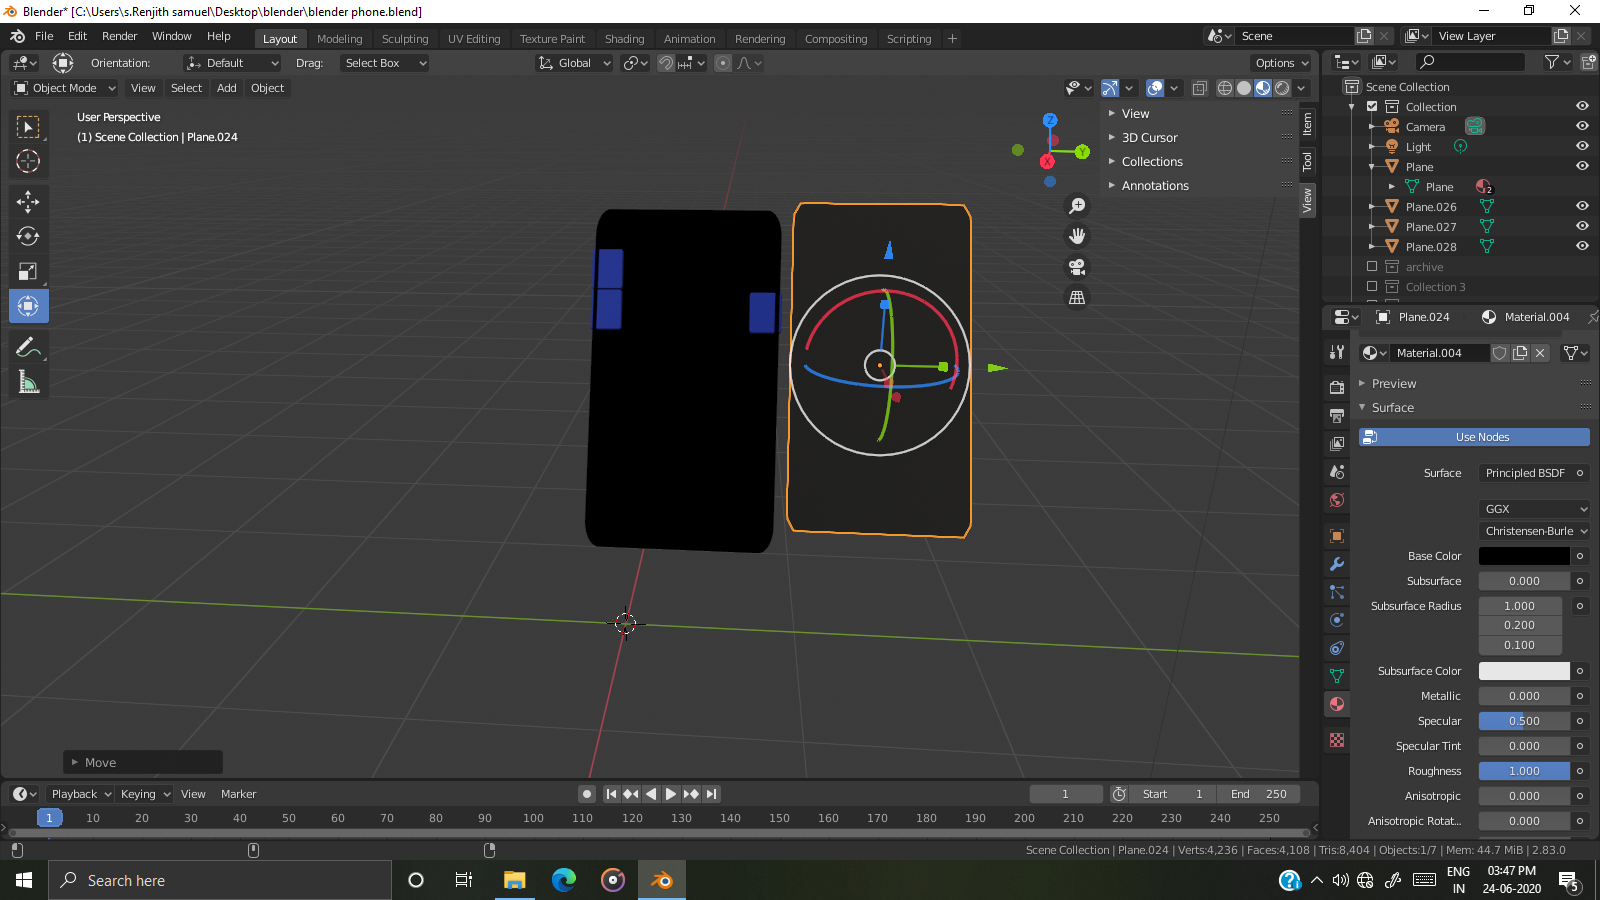 Blender* [C:\Users\s.Renjith samuel\Desktop\blender\blender phone.blend]
File Edit Render Window Help Layout Modeling Sculpting UV Editing Texture Paint Shading Animation Rendering Compositing Scripting + Scene View Layer
Orientation: Default Drag: Select Box Global Options
Object Mode View Select Add Object
User Perspective
(1) Scene Collection | Plane.024
Z
Y
X
View
3D Cursor
Collections
Annotations
Item
Tool
View
Scene Collection
Collection
Camera
Light
Plane
Plane 2
Plane.026
Plane.027
Plane.028
archive
Collection 3
Plane.024 Material.004
Material.004
Preview
Surface
Use Nodes
Surface Principled BSDF
GGX
Christensen-Burle
Base Color
Subsurface 0.000
Subsurface Radius 1.000
0.200
0.100
Subsurface Color
Metallic 0.000
Specular 0.500
Specular Tint 0.000
Roughness 1.000
Anisotropic 0.000
Anisotropic Rotat... 0.000
Move
Playback Keying View Marker 1 Start 1 End 250
1 10 20 30 40 50 60 70 80 90 100 110 120 130 140 150 160 170 180 190 200 210 220 230 240 250
Scene Collection | Plane.024 | Verts:4,236 | Faces:4,108 | Tris:8,404 | Objects:1/7 | Mem: 44.7 MiB | 2.83.0
Search here
ENG
IN
03:47 PM
24-06-2020
5